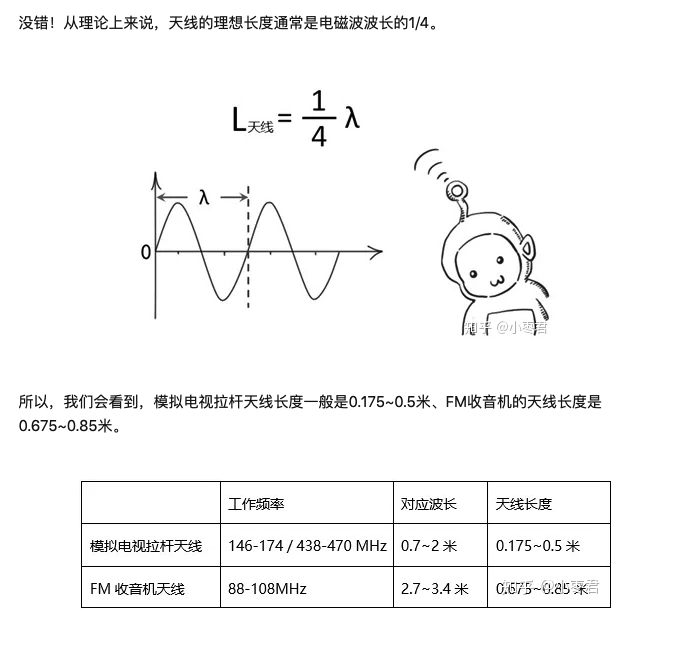 没错！从理论上来说，天线的理想长度通常是电磁波波长的1/4。
L天线 = 1/4 λ
λ
0
知乎 @小枣君
所以，我们会看到，模拟电视拉杆天线长度一般是0.175~0.5米、FM收音机的天线长度是
0.675~0.85米。
工作频率 对应波长 天线长度
模拟电视拉杆天线 146-174 / 438-470 MHz 0.7~2 米 0.175~0.5 米
FM 收音机天线 88-108MHz 2.7~3.4 米 0.675~0.85 米
知乎 @小枣君